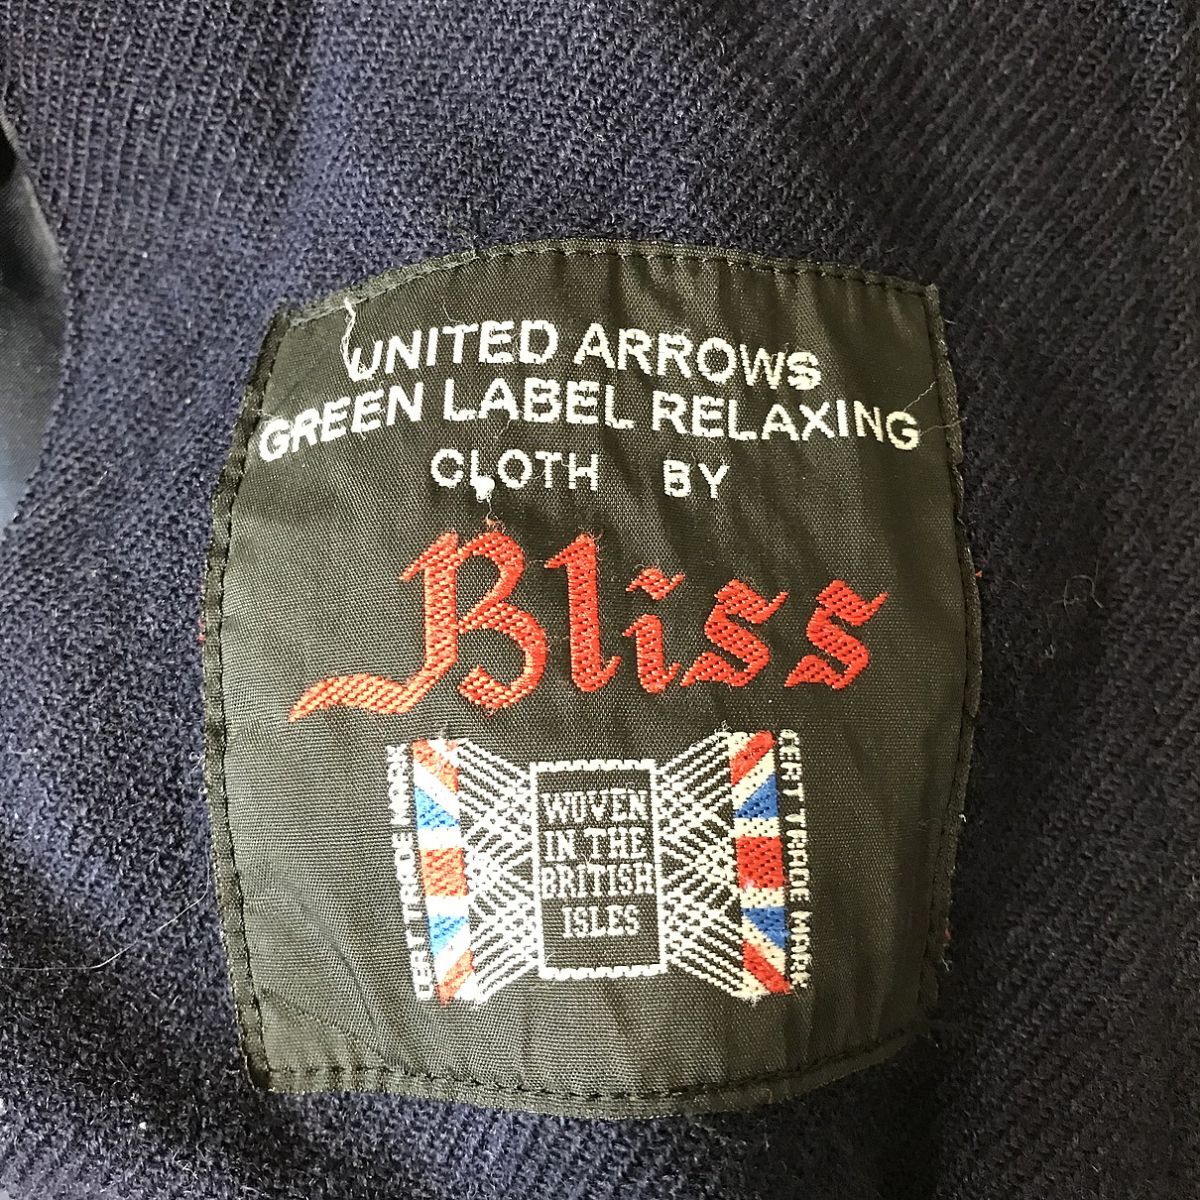 UNITED ARROWS
GREEN LABEL RELAXING
CLOTH BY
Bliss
CERT TRADE MARK
WOVEN
IN THE
BRITISH
ISLES
CERT TRADE MARK